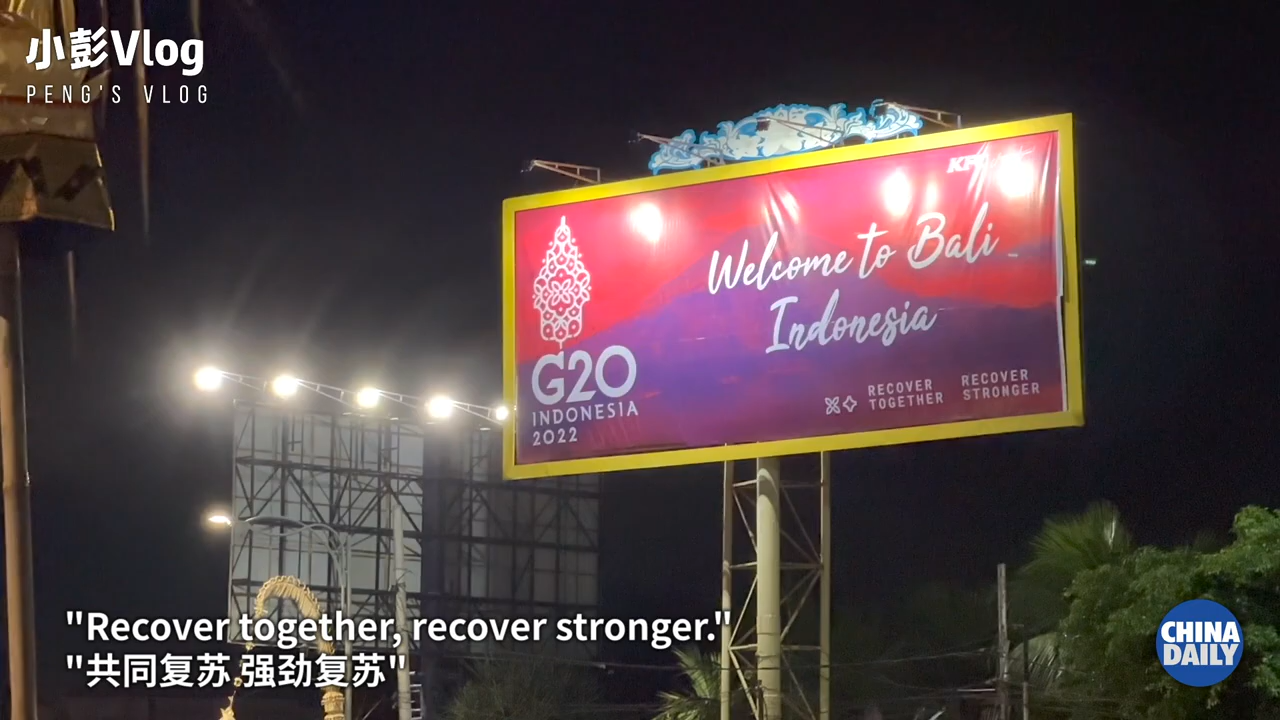 小彭Vlog
PENG'S VLOG
KFC
Welcome to Bali
Indonesia
G20
INDONESIA
2022
RECOVER
TOGETHER
RECOVER
STRONGER
"Recover together, recover stronger."
"共同复苏 强劲复苏"
CHINA
DAILY